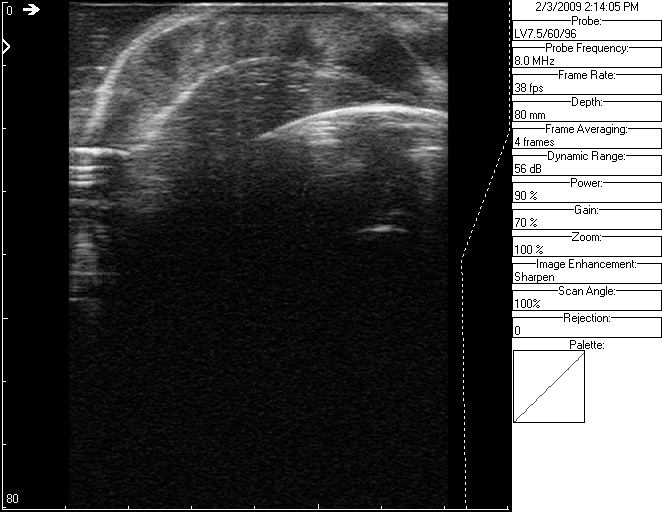 0
80
2/3/2009 2:14:05 PM
Probe:
LV7.5/60/96
Probe Frequency:
8.0 MHz
Frame Rate:
38 fps
Depth:
80 mm
Frame Averaging:
4 frames
Dynamic Range:
56 dB
Power:
90 %
Gain:
70 %
Zoom:
100 %
Image Enhancement:
Sharpen
Scan Angle:
100%
Rejection:
0
Palette: